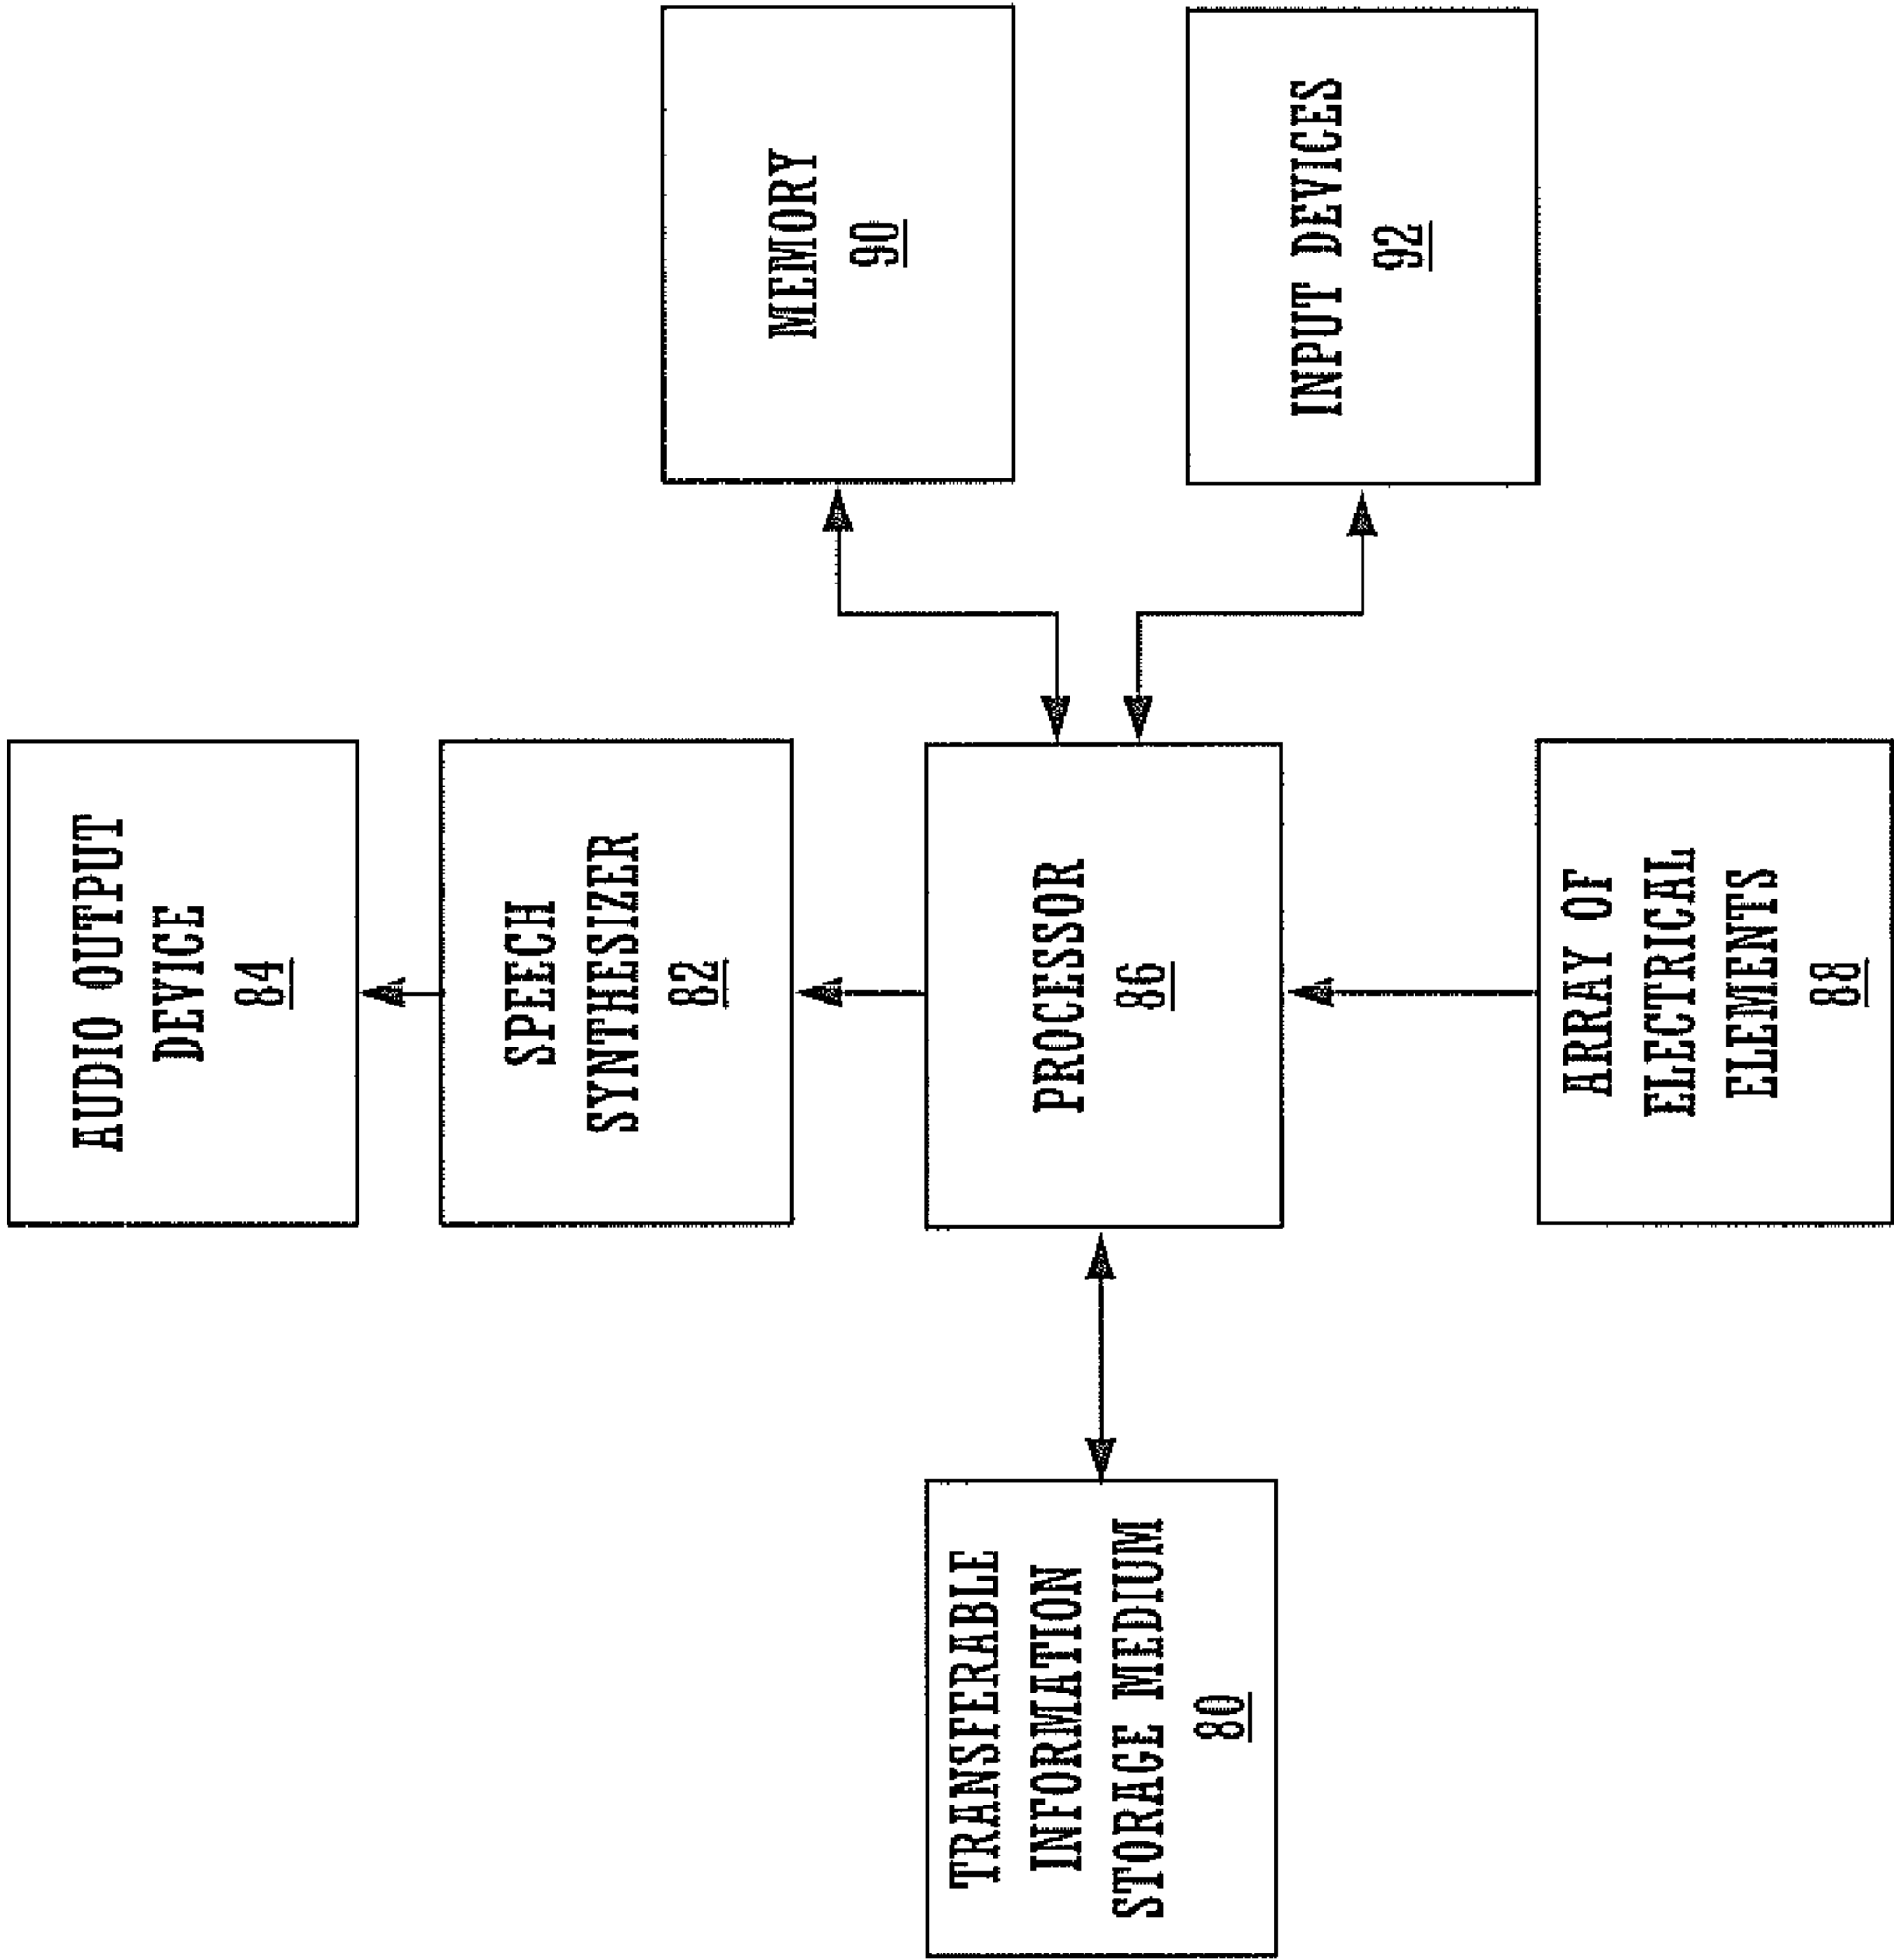 MEMORY
90
INPUT DEVICES
92
AUDIO OUTPUT
DEVICE
84
SPEECH
SYNTHESIZER
82
PROCESSOR
86
ARRAY OF
ELECTRICAL
ELEMENTS
88
TRANSFERABLE
INFORMATION
STORAGE MEDIUM
80